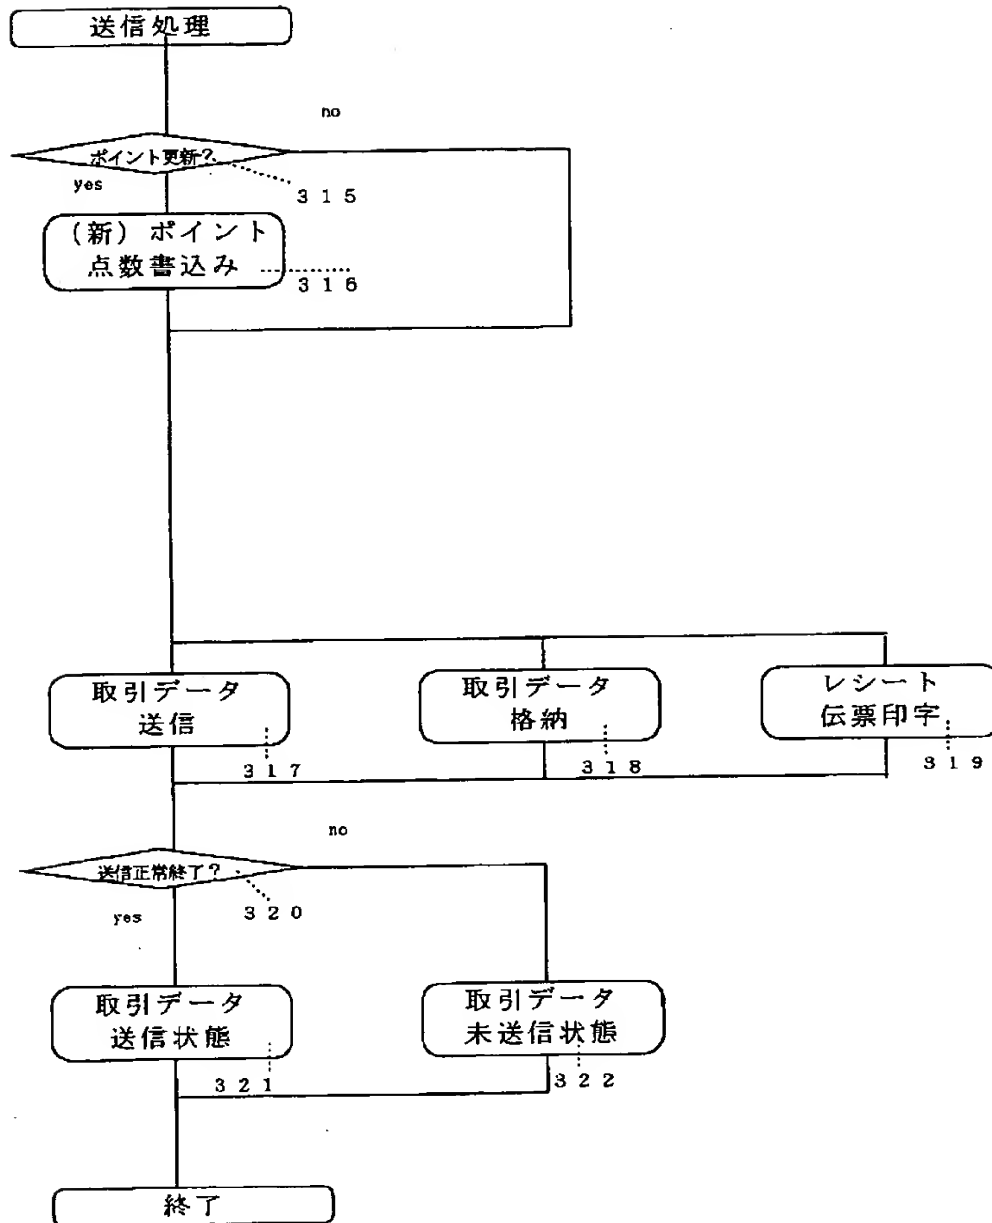 送信処理
no
ポイント更新?
yes
315
(新)ポイント
点数書込み
316
取引データ
送信
317
取引データ
格納
318
レシート
伝票印字
319
no
送信正常終了?
yes
320
取引データ
送信状態
321
取引データ
未送信状態
322
終了